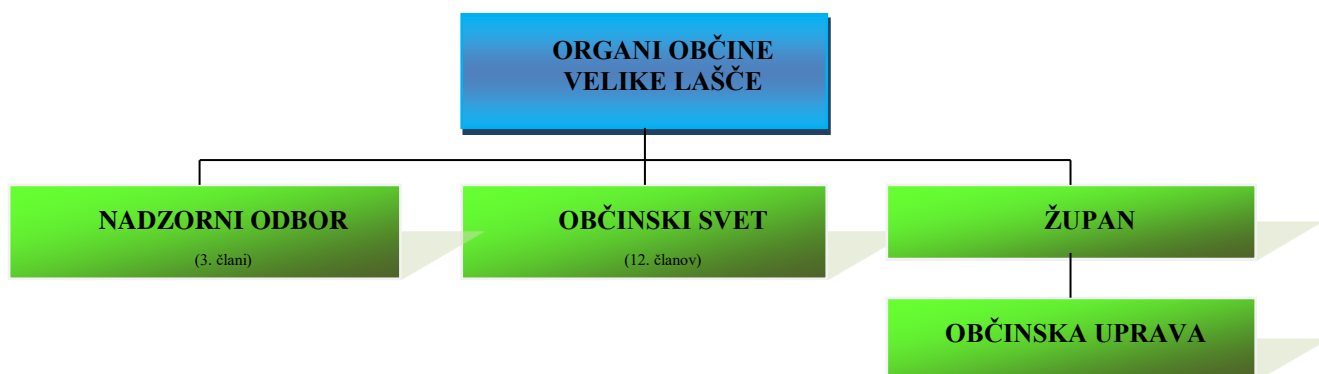 ORGANI OBČINE
VELIKE LAŠČE
NADZORNI ODBOR
(3. člani)
OBČINSKI SVET
(12. članov)
ŽUPAN
OBČINSKA UPRAVA